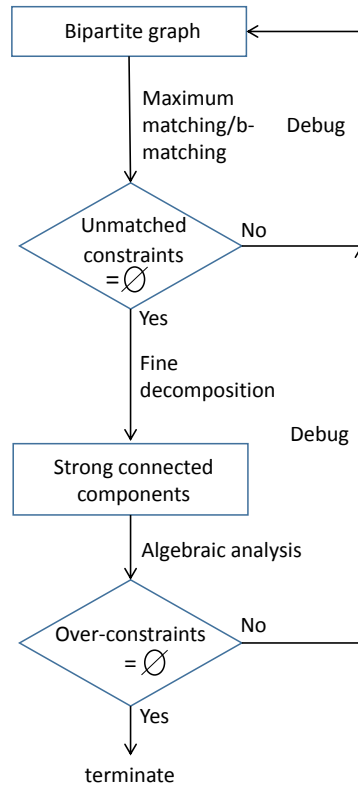 Bipartite graph
Maximum
matching/b-
matching
Debug
Unmatched
constraints
= ∅
No
Yes
Fine
decomposition
Debug
Strong connected
components
Algebraic analysis
Over-constraints
= ∅
No
Yes
terminate